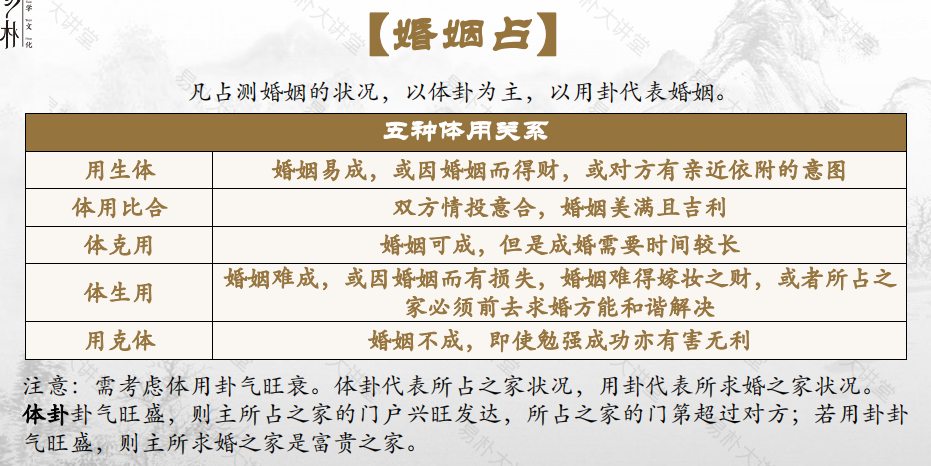 易朴
国学文化
【婚姻占】
凡占测婚姻的状况，以体卦为主，以用卦代表婚姻。
五种体用关系
用生体 婚姻易成，或因婚姻而得财，或对方有亲近依附的意图
体用比合 双方情投意合，婚姻美满且吉利
体克用 婚姻可成，但是成婚需要时间较长
体生用 婚姻难成，或因婚姻而有损失，婚姻难得嫁妆之财，或者所占之
家必须前去求婚方能和谐解决
用克体 婚姻不成，即使勉强成功亦有害无利
注意：需考虑体用卦气旺衰。体卦代表所占之家状况，用卦代表所求婚之家状况。
体卦卦气旺盛，则主所占之家的门户兴旺发达，所占之家的门第超过对方；若用卦卦
气旺盛，则主所求婚之家是富贵之家。
易朴大讲堂